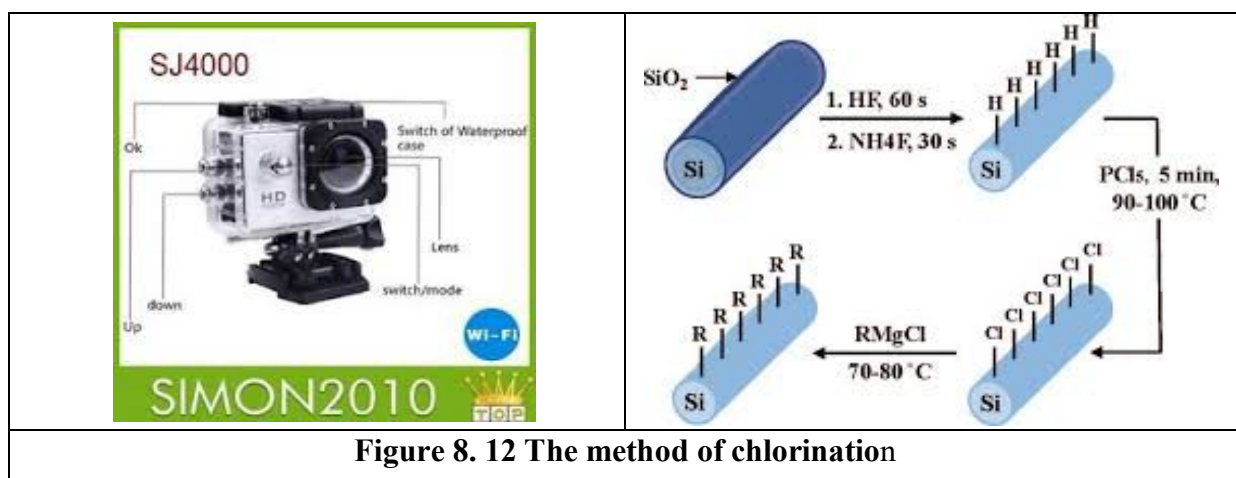 SJ4000
Ok
Up
down
HD
Switch of Waterproof
case
Lens
switch/mode
Wi-Fi
SIMON2010
TOP
SiO2
Si
1. HF, 60 s
2. NH4F, 30 s
H H H H H H
Si
PCls, 5 min,
90-100 °C
Cl Cl Cl Cl Cl Cl
Si
RMgCl
70-80 °C
R R R R R R
Si
Figure 8. 12 The method of chlorination